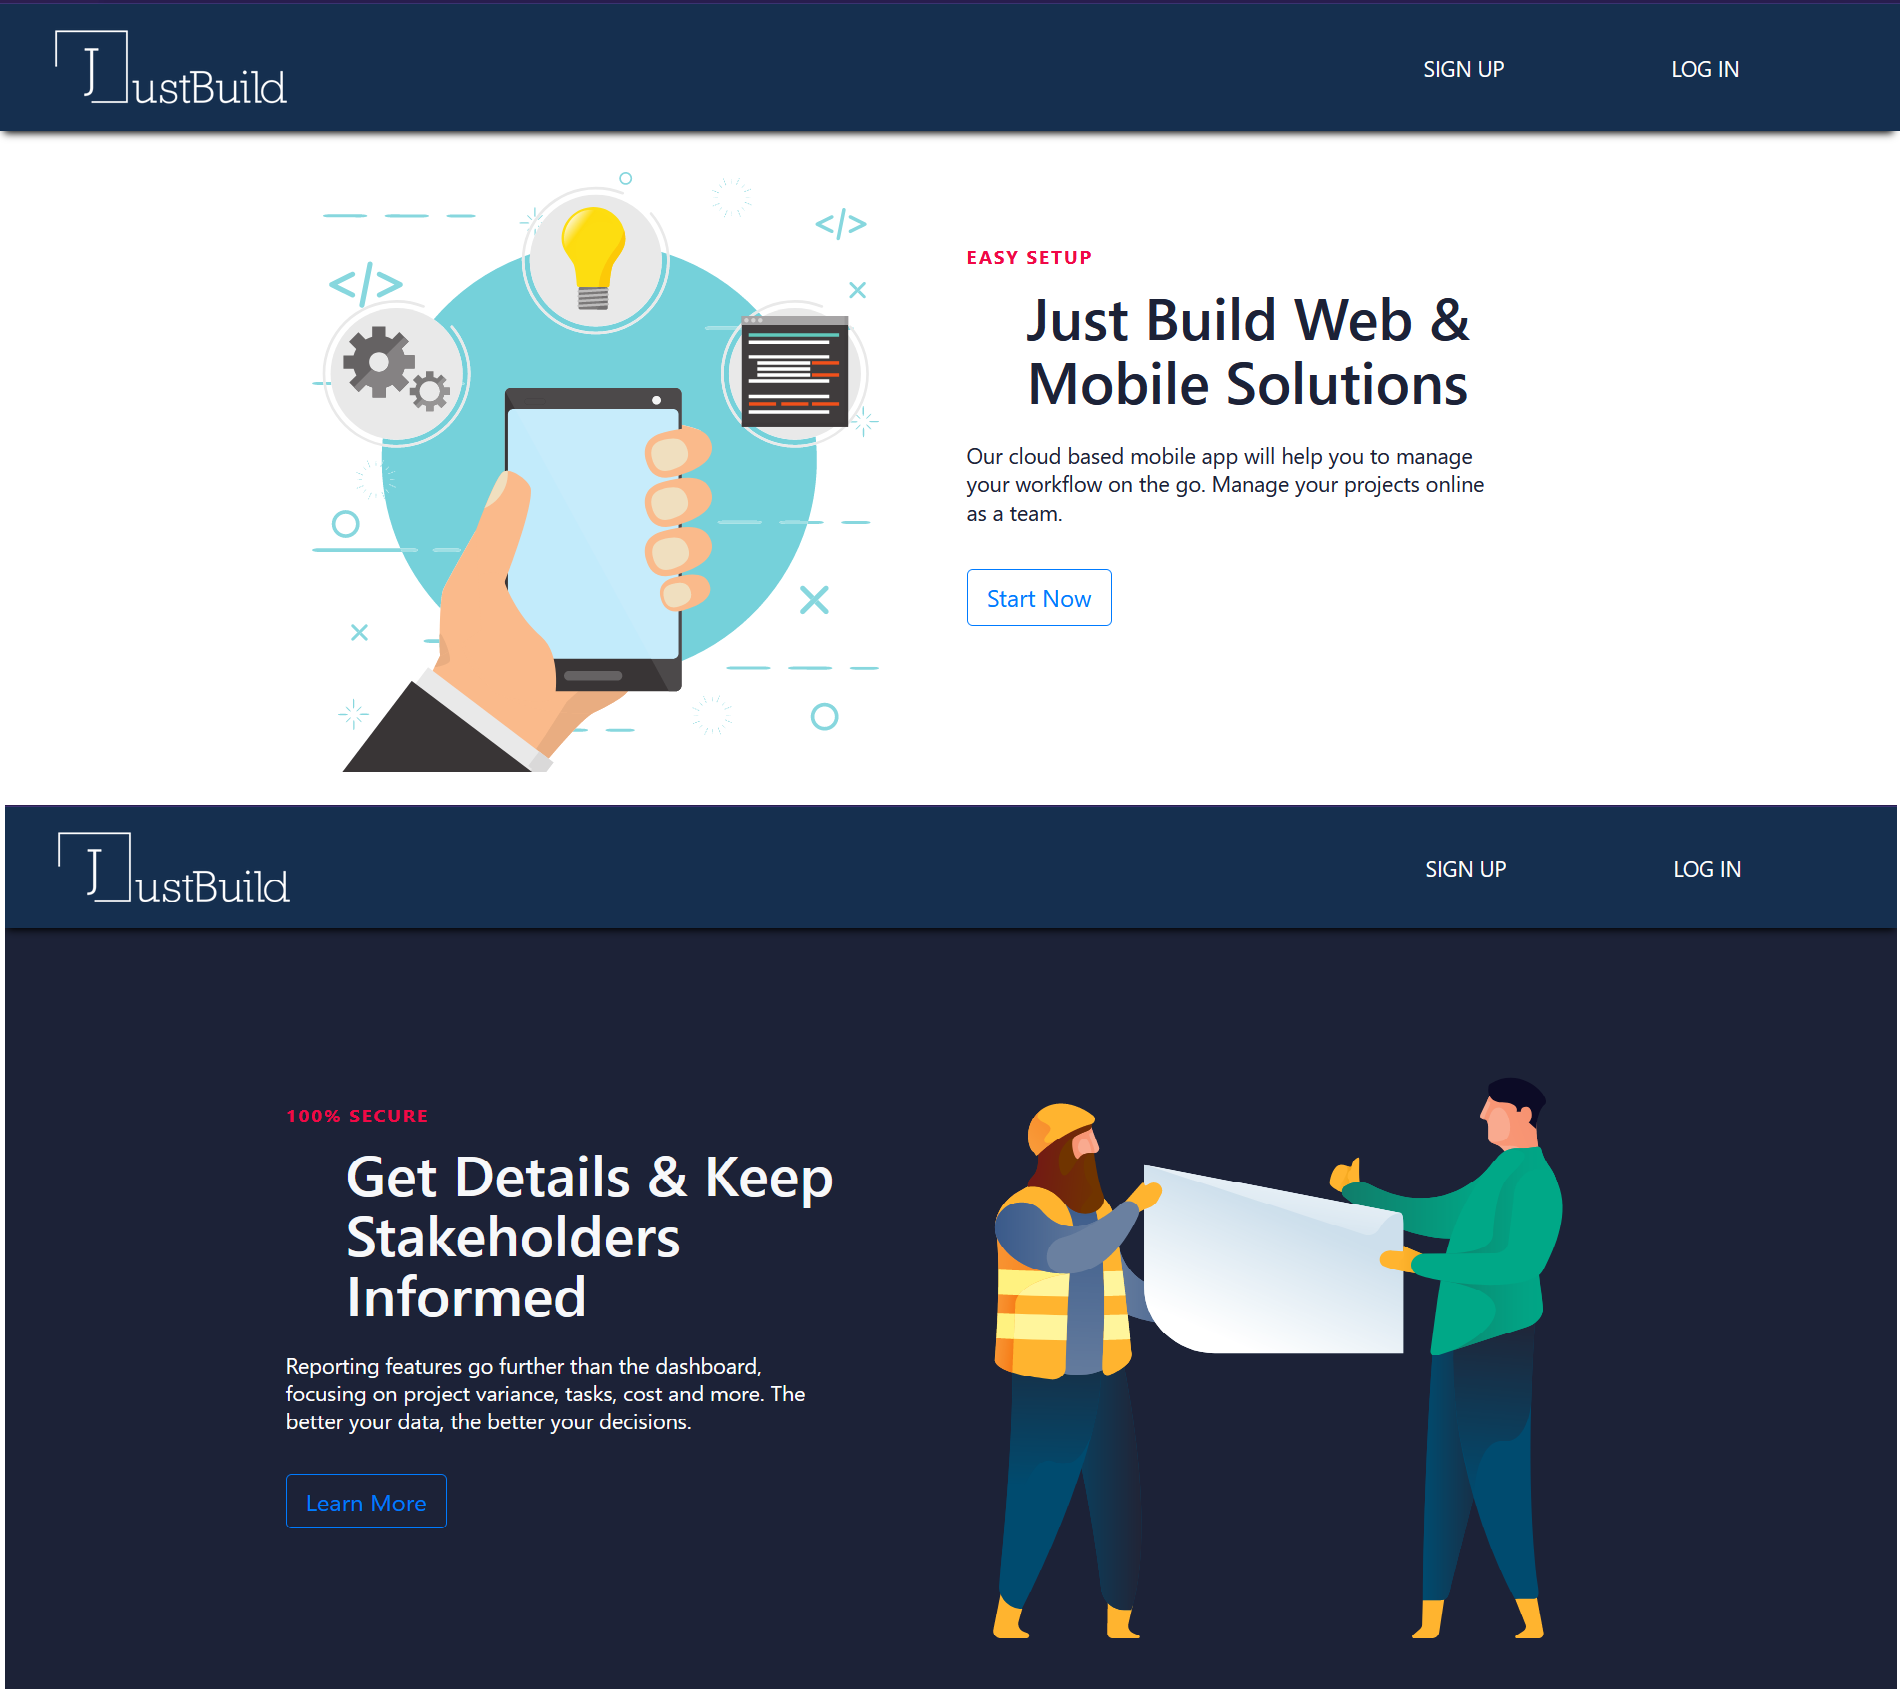 JustBuild
SIGN UP
LOG IN
</>
</>
EASY SETUP
Just Build Web &
Mobile Solutions
Our cloud based mobile app will help you to manage
your workflow on the go. Manage your projects online
as a team.
Start Now
JustBuild
SIGN UP
LOG IN
100% SECURE
Get Details & Keep
Stakeholders
Informed
Reporting features go further than the dashboard,
focusing on project variance, tasks, cost and more. The
better your data, the better your decisions.
Learn More